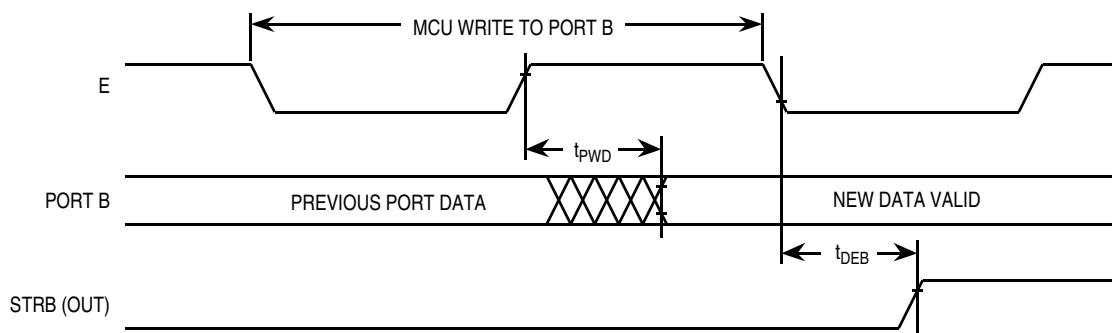 MCU WRITE TO PORT B
E
tPWD
PORT B
PREVIOUS PORT DATA
NEW DATA VALID
tDEB
STRB (OUT)